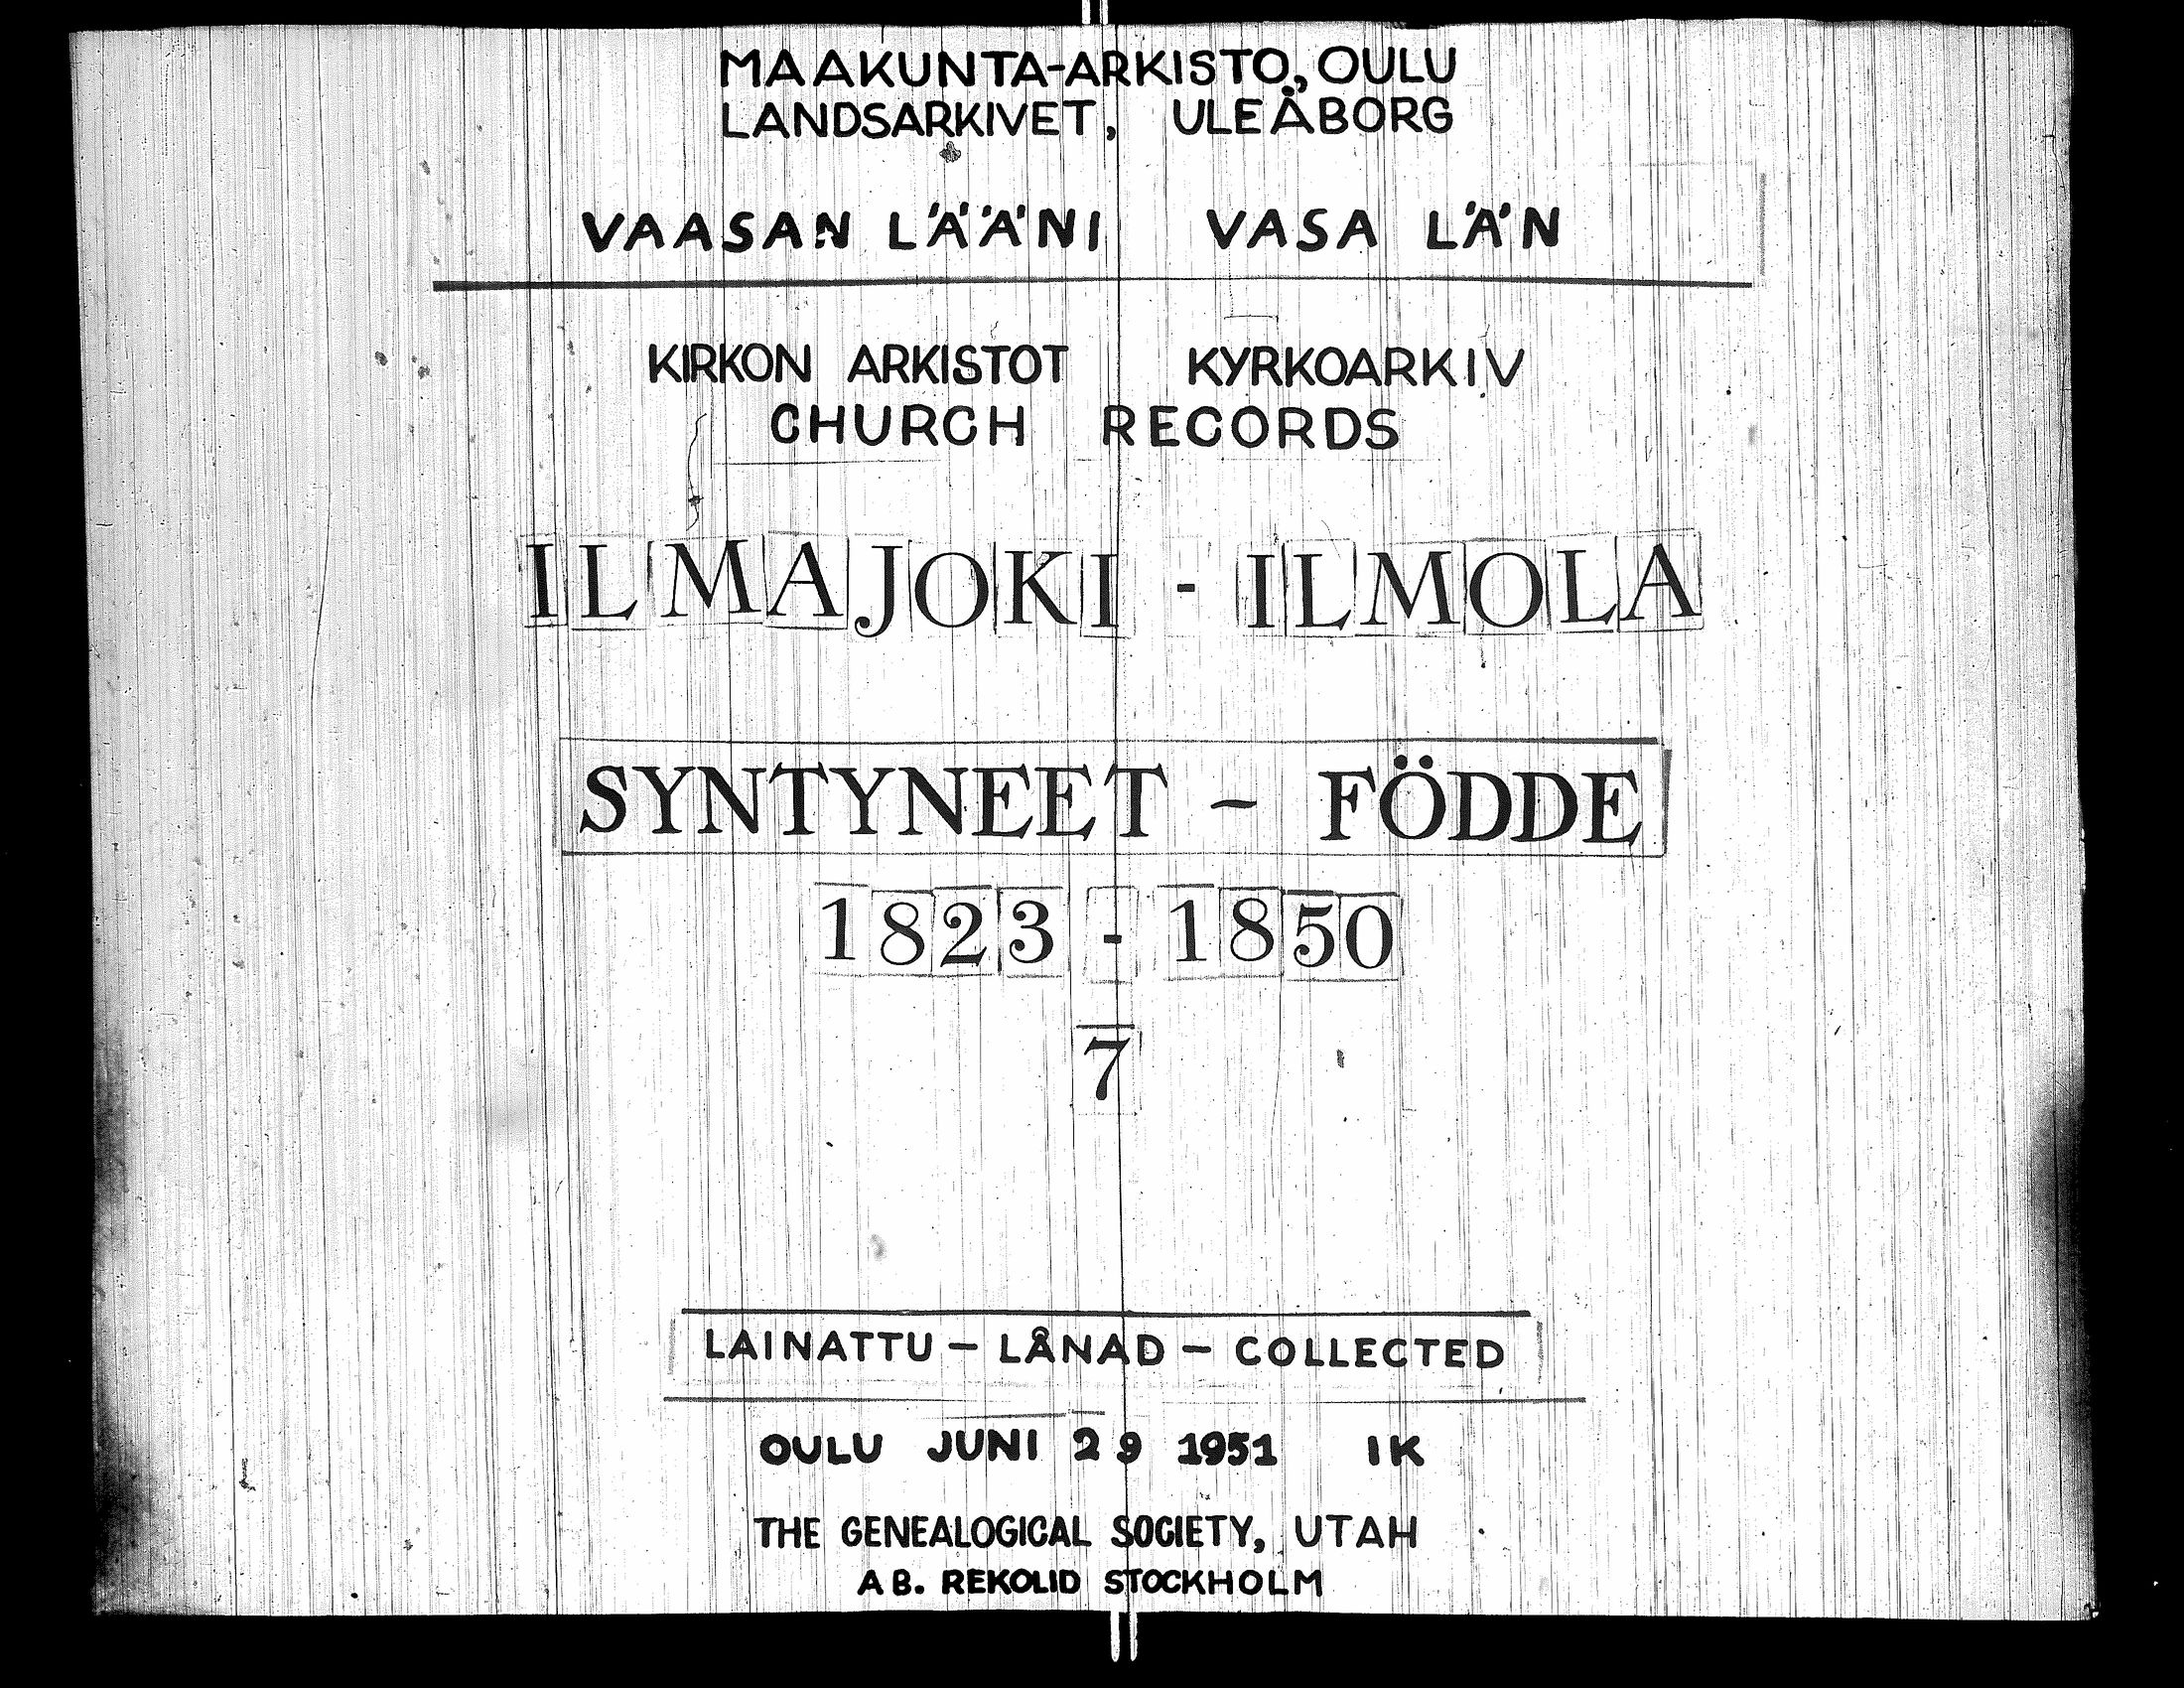 MAAKUNTA-ARKISTO, OULU
LANDSARKIVET, ULEÅBORG
VAASAN LÄÄNI VASA LÄN
KIRKON ARKISTOT KYRKOARKIV
CHURCH RECORDS
ILMAJOKI - ILMOLA
SYNTYNEET - FÖDDE
1823 - 1850
7
LAINATTU - LÅNAD - COLLECTED
OULU JUNI 29 1951 IK
THE GENEALOGICAL SOCIETY, UTAH
AB. REKOLID STOCKHOLM